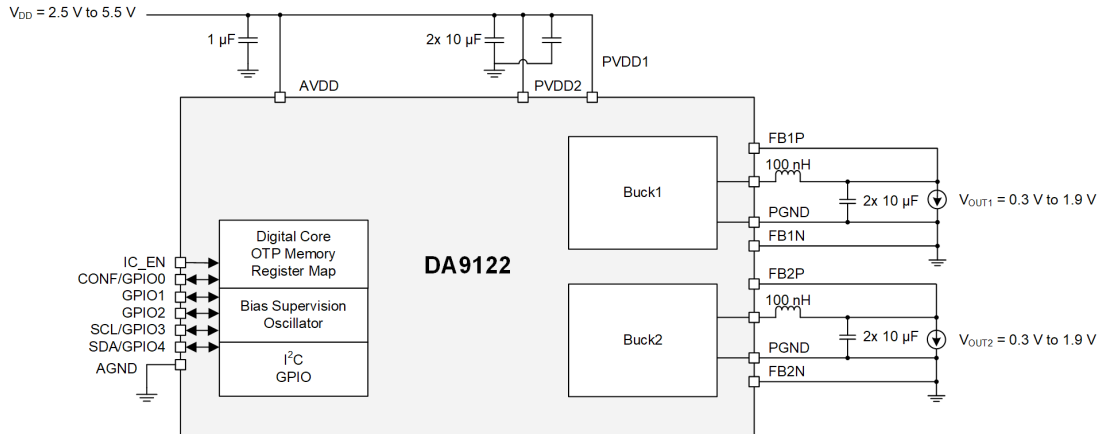 V_DD = 2.5 V to 5.5 V
1 µF
2x 10 µF
PVDD1
AVDD
PVDD2
FB1P
100 nH
Buck1
2x 10 µF
V_OUT1 = 0.3 V to 1.9 V
PGND
FB1N
Digital Core
OTP Memory
Register Map
DA9122
IC_EN
CONF/GPIO0
GPIO1
GPIO2
SCL/GPIO3
SDA/GPIO4
AGND
Bias Supervision
Oscillator
I²C
GPIO
FB2P
100 nH
Buck2
2x 10 µF
V_OUT2 = 0.3 V to 1.9 V
PGND
FB2N